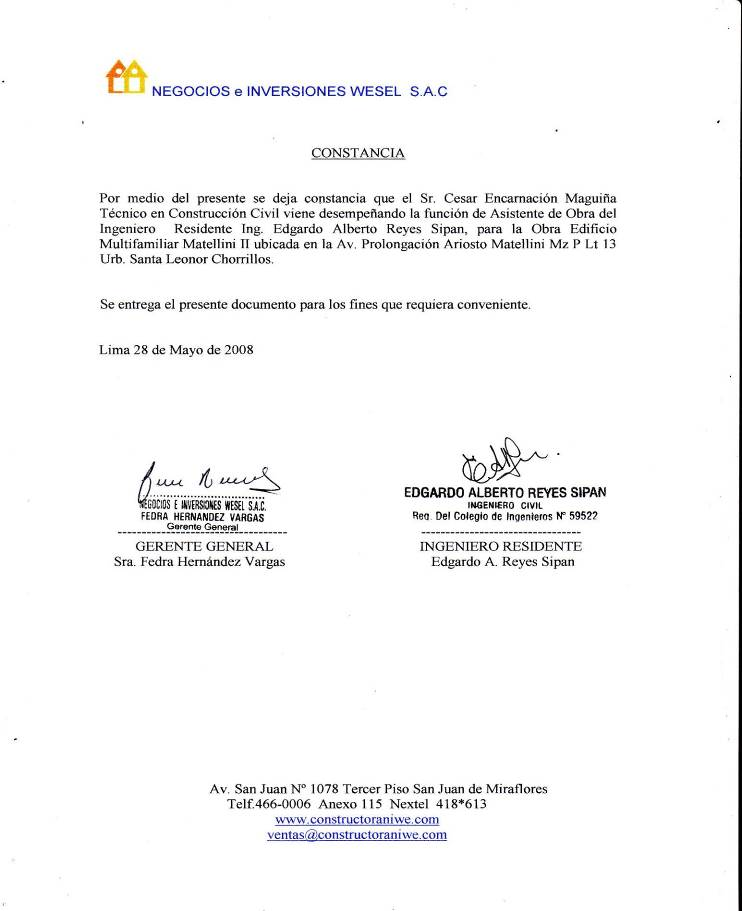 NEGOCIOS e INVERSIONES WESEL S.A.C
CONSTANCIA
Por medio del presente se deja constancia que el Sr. Cesar Encarnación Maguiña
Técnico en Construcción Civil viene desempeñando la función de Asistente de Obra del
Ingeniero Residente Ing. Edgardo Alberto Reyes Sipan, para la Obra Edificio
Multifamiliar Matellini II ubicada en la Av. Prolongación Ariosto Matellini Mz P Lt 13
Urb. Santa Leonor Chorrillos.
Se entrega el presente documento para los fines que requiera conveniente.
Lima 28 de Mayo de 2008
NEGOCIOS E INVERSIONES WESEL S.A.C.
FEDRA HERNANDEZ VARGAS
Gerente General
GERENTE GENERAL
Sra. Fedra Hernández Vargas
EDGARDO ALBERTO REYES SIPAN
INGENIERO CIVIL
Reg. Del Colegio de Ingenieros Nº 59522
INGENIERO RESIDENTE
Edgardo A. Reyes Sipan
Av. San Juan Nº 1078 Tercer Piso San Juan de Miraflores
Telf.466-0006 Anexo 115 Nextel 418*613
www.constructoraniwe.com
ventas@constructoraniwe.com